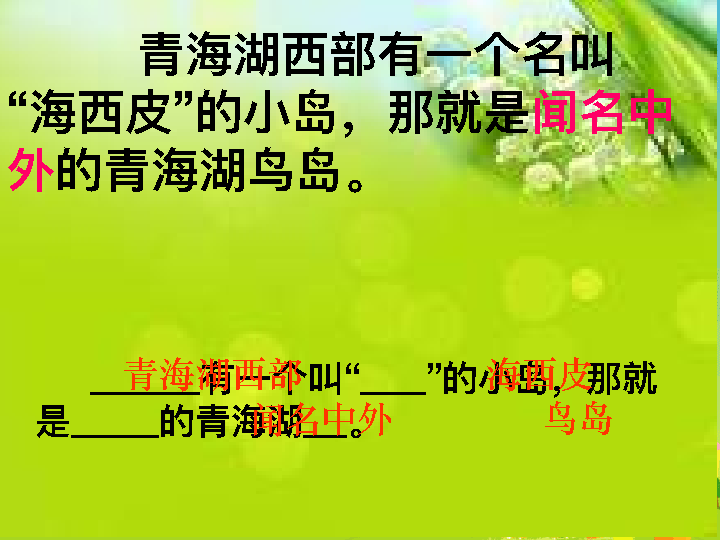 青海湖西部有一个名叫
“海西皮”的小岛，那就是闻名中
外的青海湖鸟岛。
青海湖西部 海西皮
______有一个叫“____”的小岛，那就
闻名中外 鸟岛
是_____的青海湖___。